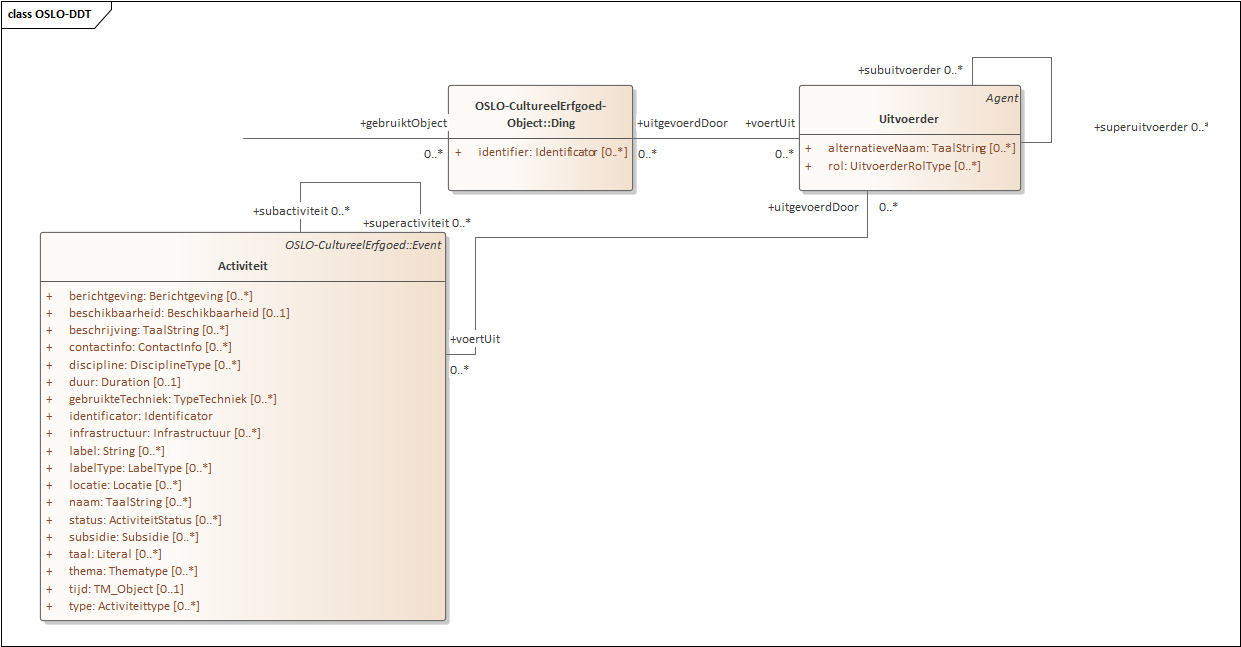 class OSLO-DDT
+subuitvoerder 0..*
+superuitvoerder 0..*
Agent
Uitvoerder
+ alternatieveNaam: TaalString [0..*]
+ rol: UitvoerderRolType [0..*]
+gebruiktObject
0..*
OSLO-CultureelErfgoed-
Object::Ding
+ identifier: Identificator [0..*]
+uitgevoerdDoor
0..*
+voertUit
0..*
+uitgevoerdDoor
0..*
+subactiviteit 0..*
+superactiviteit 0..*
OSLO-CultureelErfgoed::Event
Activiteit
+ berichtgeving: Berichtgeving [0..*]
+ beschikbaarheid: Beschikbaarheid [0..1]
+ beschrijving: TaalString [0..*]
+ contactinfo: ContactInfo [0..*]
+ discipline: DisciplineType [0..*]
+ duur: Duration [0..1]
+ gebruikteTechniek: TypeTechniek [0..*]
+ identificator: Identificator
+ infrastructuur: Infrastructuur [0..*]
+ label: String [0..*]
+ labelType: LabelType [0..*]
+ locatie: Locatie [0..*]
+ naam: TaalString [0..*]
+ status: ActiviteitStatus [0..*]
+ subsidie: Subsidie [0..*]
+ taal: Literal [0..*]
+ thema: Thematype [0..*]
+ tijd: TM_Object [0..1]
+ type: Activiteittype [0..*]
+voertUit
0..*